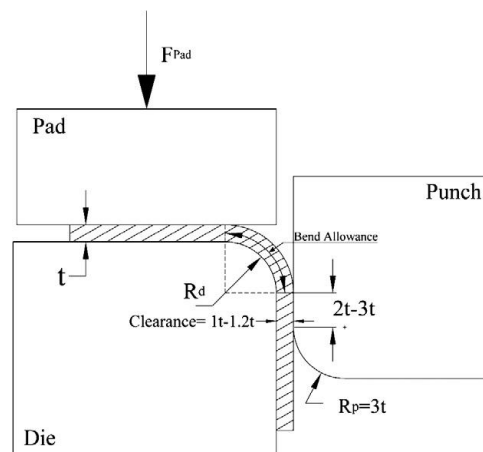 FPad
Pad
Punch
Bend Allowance
t
Rd
2t-3t
Clearance= 1t-1.2t
Rp=3t
Die